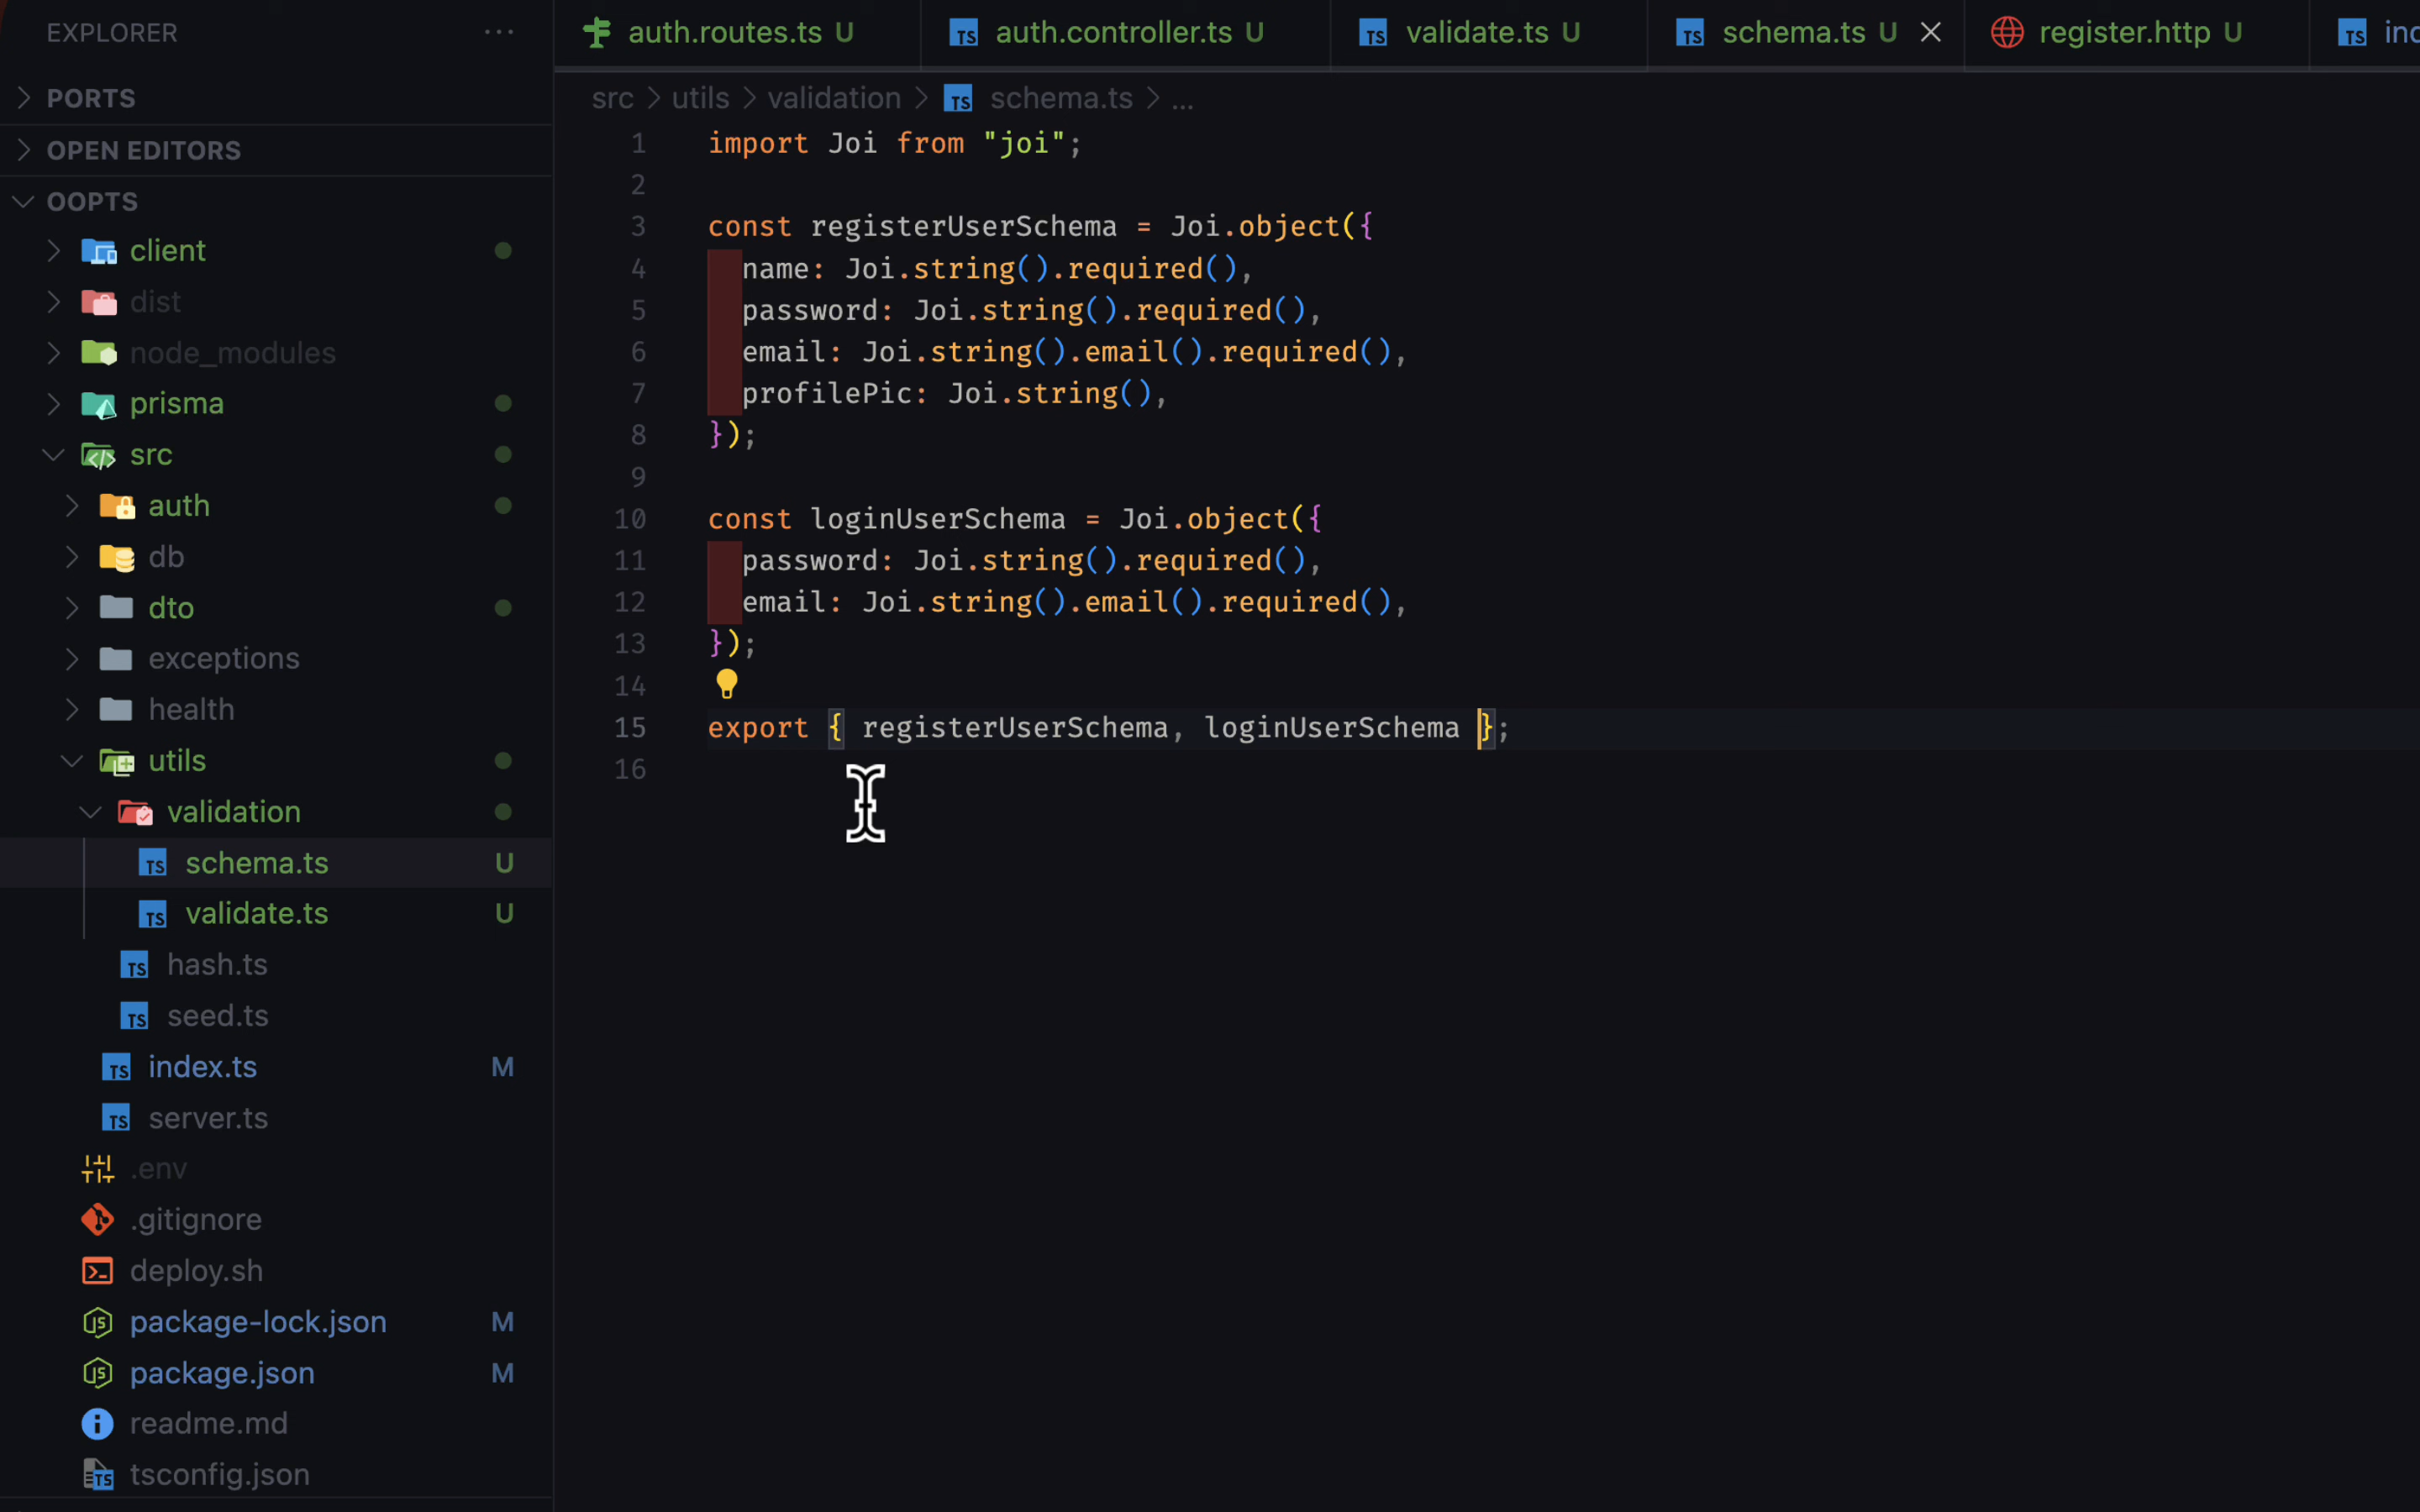 EXPLORER
PORTS
OPEN EDITORS
OOPTS
client
dist
node_modules
prisma
src
auth
db
dto
exceptions
health
utils
validation
schema.ts U
validate.ts U
hash.ts
seed.ts
index.ts M
server.ts
.env
.gitignore
deploy.sh
package-lock.json M
package.json M
readme.md
tsconfig.json
auth.routes.ts U
auth.controller.ts U
validate.ts U
schema.ts U
register.http U
src > utils > validation > schema.ts > ...
1 import Joi from "joi";
2
3 const registerUserSchema = Joi.object({
4 name: Joi.string().required(),
5 password: Joi.string().required(),
6 email: Joi.string().email().required(),
7 profilePic: Joi.string(),
8 });
9
10 const loginUserSchema = Joi.object({
11 password: Joi.string().required(),
12 email: Joi.string().email().required(),
13 });
14
15 export { registerUserSchema, loginUserSchema };
16